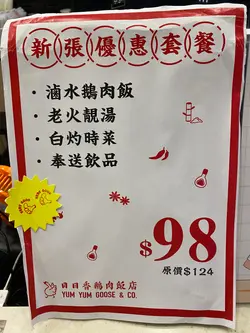 新張優惠套餐
· 滷水鵝肉飯
· 老火靚湯
· 白灼時菜
· 奉送飲品
$98
原價$124
日日香鵝肉飯店
YUM YUM GOOSE & CO.